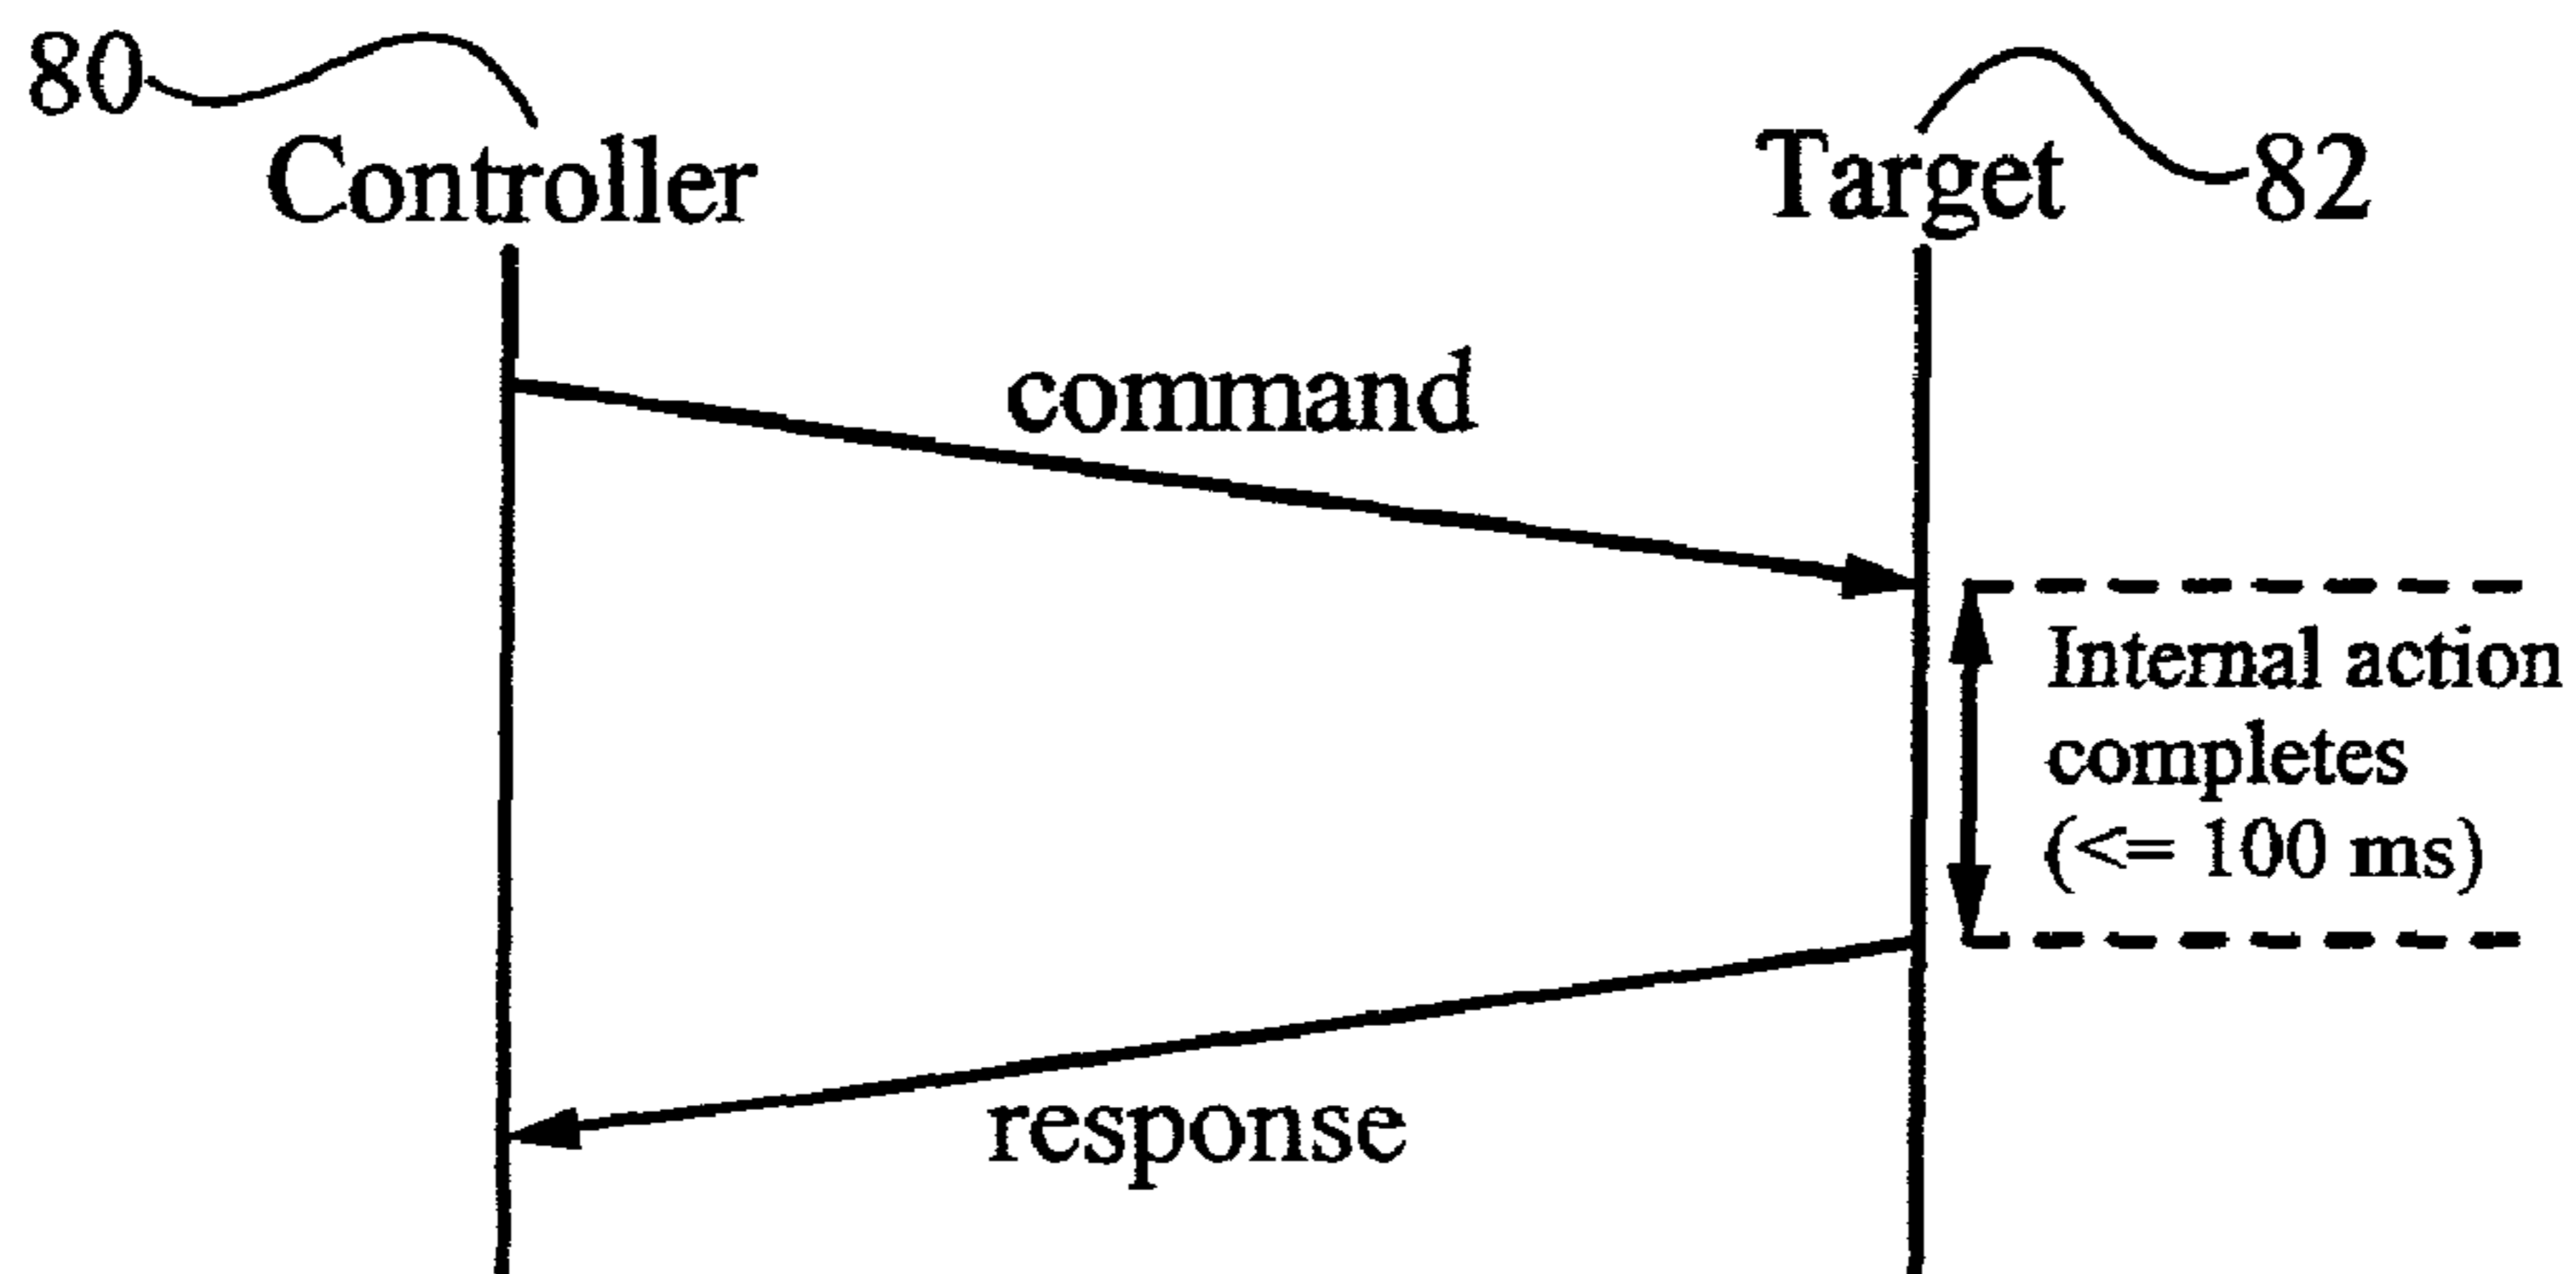 80
Controller
Target
82
command
Internal action
completes
(<= 100 ms)
response